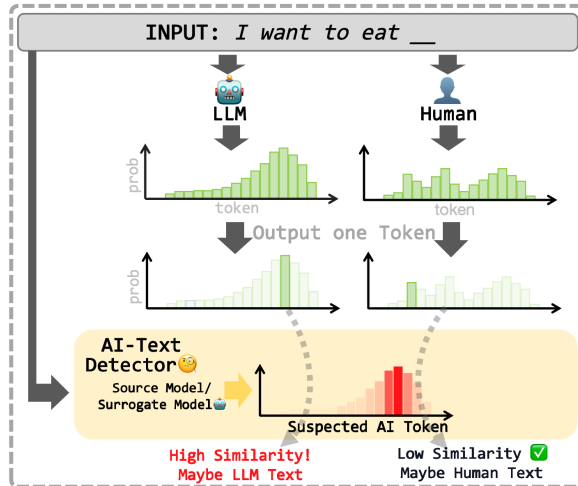 INPUT: I want to eat __
LLM
Human
prob
token
token
Output one Token
prob
AI-Text
Detector
Source Model/
Surrogate Model
Suspected AI Token
High Similarity!
Maybe LLM Text
Low Similarity ✅
Maybe Human Text